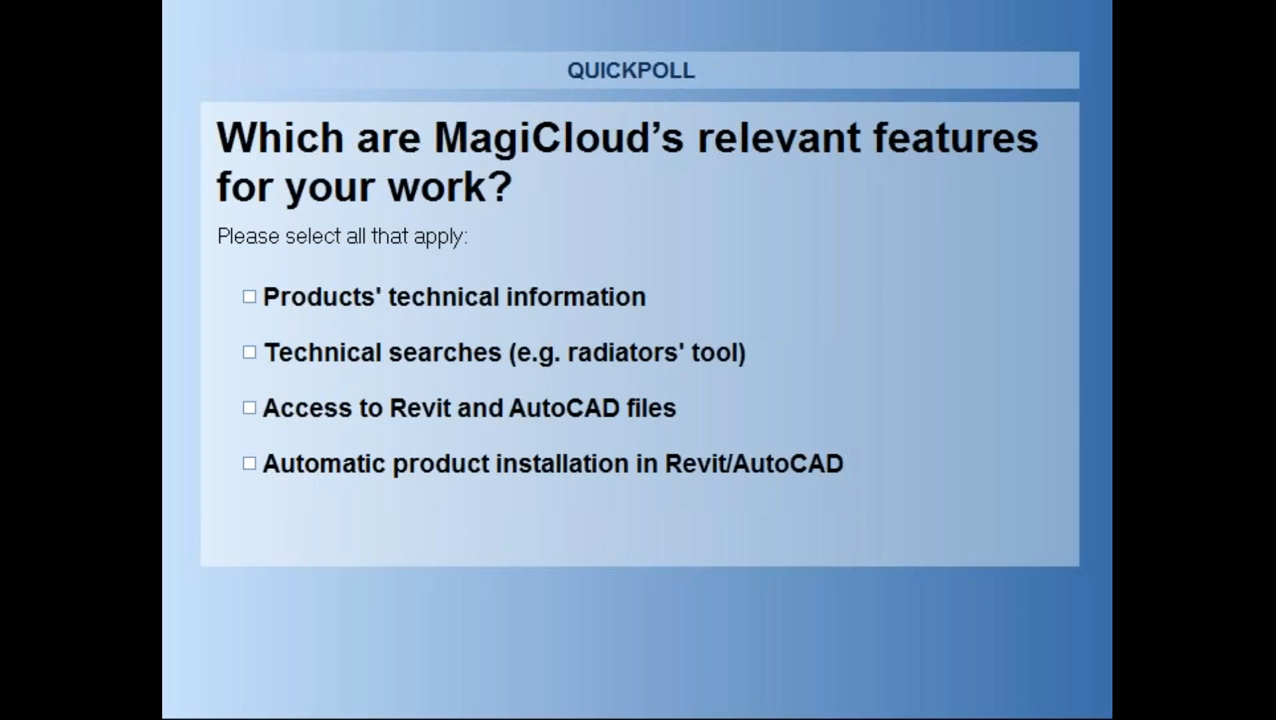 QUICKPOLL
Which are MagiCloud’s relevant features
for your work?
Please select all that apply:
Products' technical information
Technical searches (e.g. radiators' tool)
Access to Revit and AutoCAD files
Automatic product installation in Revit/AutoCAD